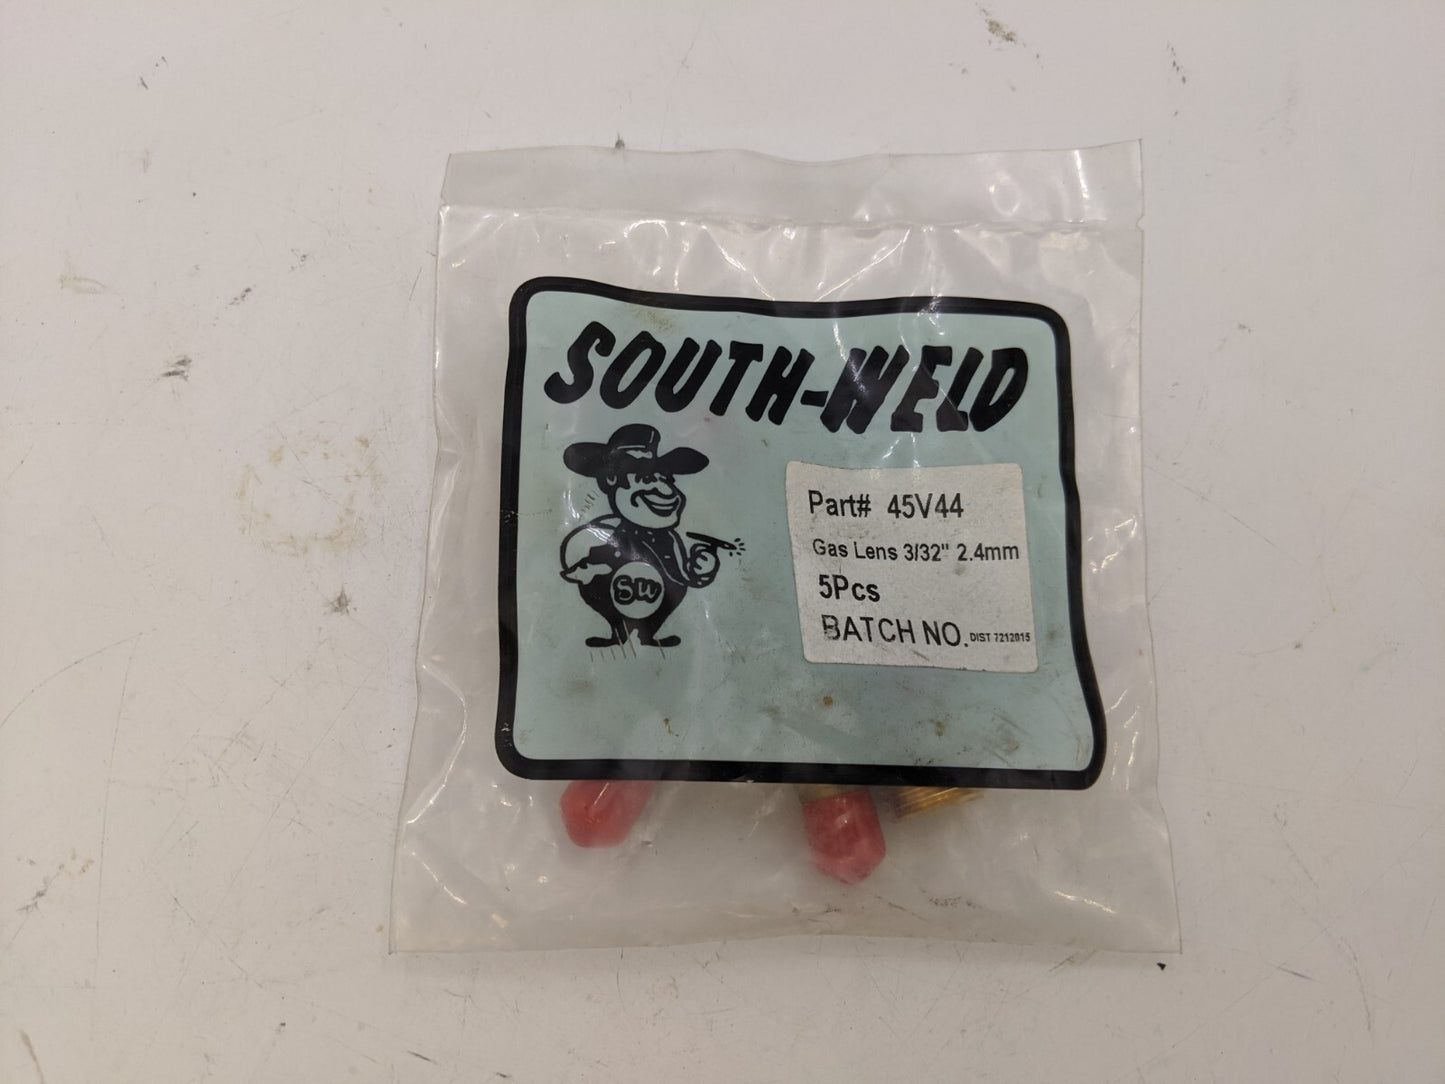 SOUTH-WELD
SW
Part# 45V44
Gas Lens 3/32" 2.4mm
5Pcs
BATCH NO. DIST 7212015